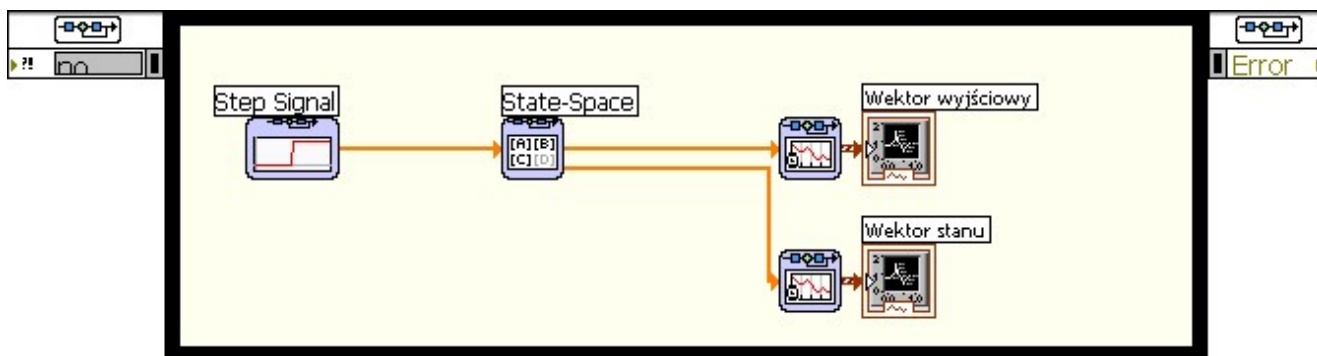 ?!
no
Error
Step Signal
State-Space
[A][B]
[C][D]
Wektor wyjściowy
Wektor stanu